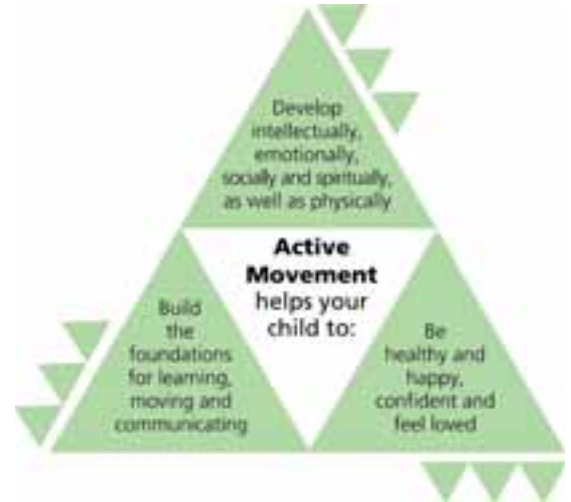 Develop
intellectually,
emotionally,
socially and spiritually,
as well as physically
Active
Movement
helps your
child to:
Build
the
foundations
for learning,
moving and
communicating
Be
healthy and
happy,
confident and
feel loved